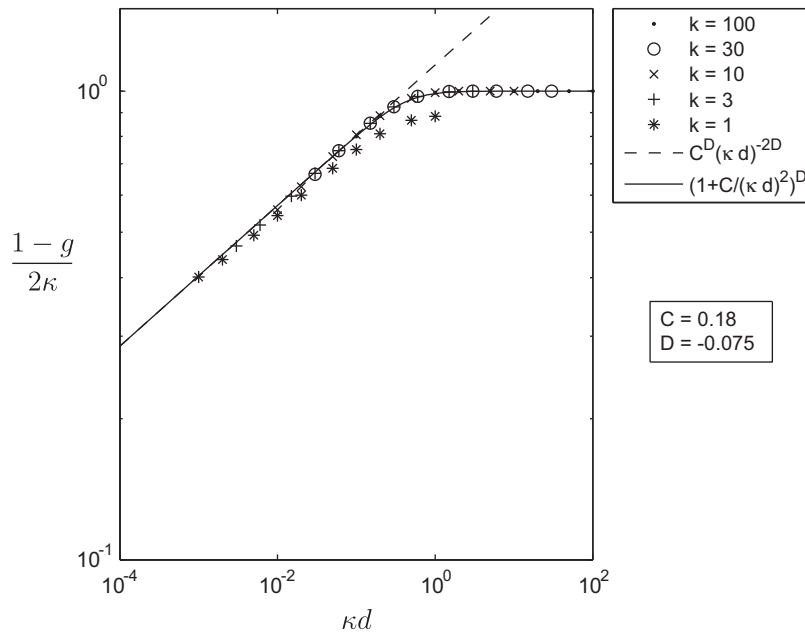 10^0
10^-1
1 − g
2κ
10^-4
10^-2
10^0
10^2
κd
k = 100
k = 30
k = 10
k = 3
k = 1
C^D(κ d)^-2D
(1+C/(κ d)^2)^D
C = 0.18
D = -0.075